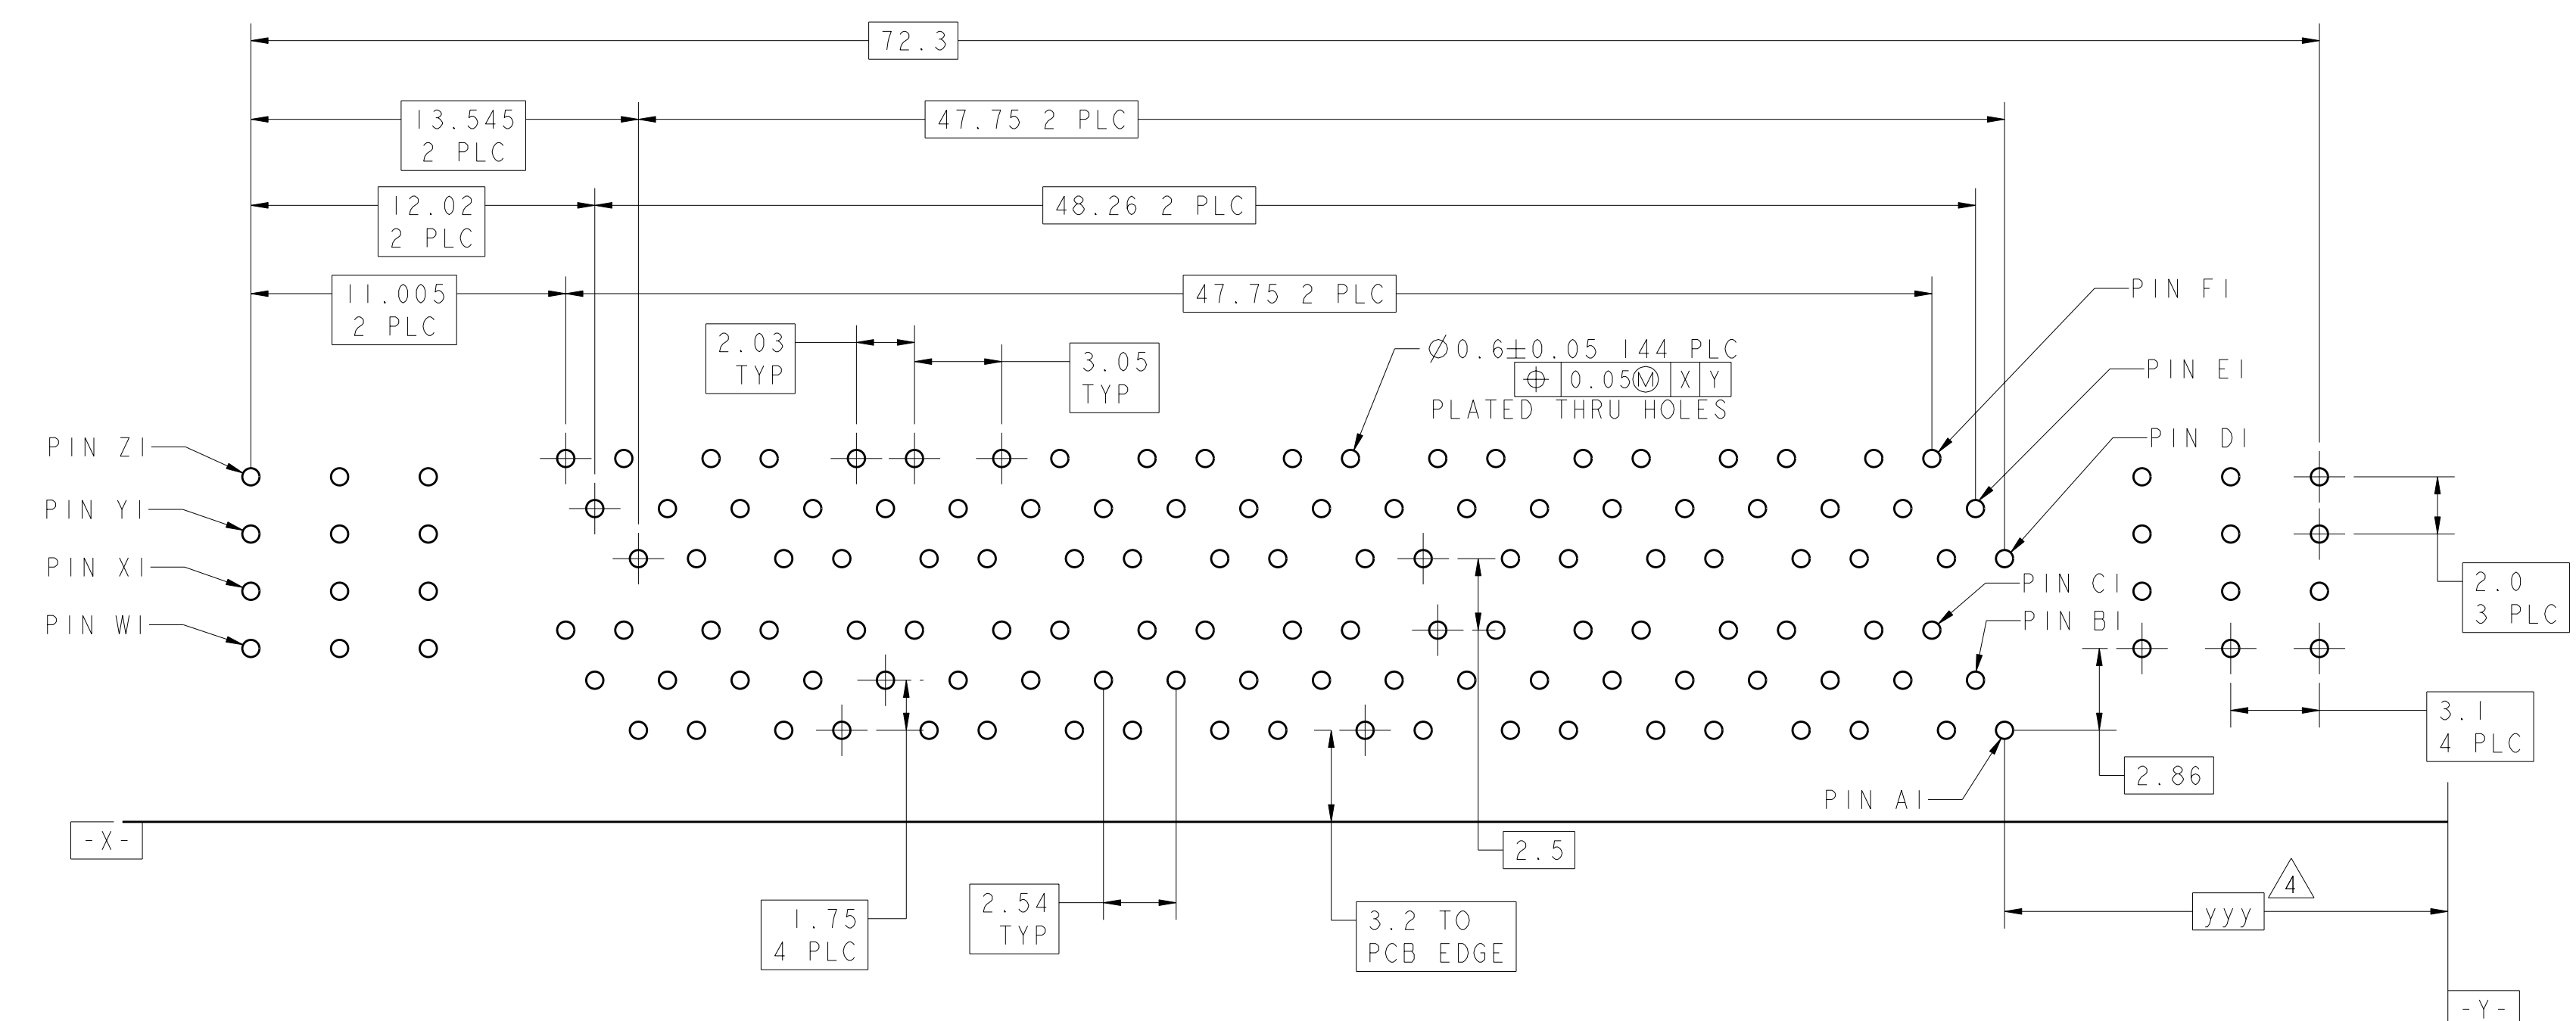 72.3
13.545
2 PLC
47.75 2 PLC
12.02
2 PLC
48.26 2 PLC
11.005
2 PLC
47.75 2 PLC
PIN F1
2.03
TYP
3.05
TYP
Ø0.6±0.05 144 PLC
⌖ 0.05Ⓜ X Y
PLATED THRU HOLES
PIN E1
PIN D1
PIN Z1
PIN Y1
PIN X1
PIN W1
PIN C1
PIN B1
2.0
3 PLC
3.1
4 PLC
2.86
PIN A1
-X-
2.5
4
1.75
4 PLC
2.54
TYP
3.2 TO
PCB EDGE
yyy
-Y-